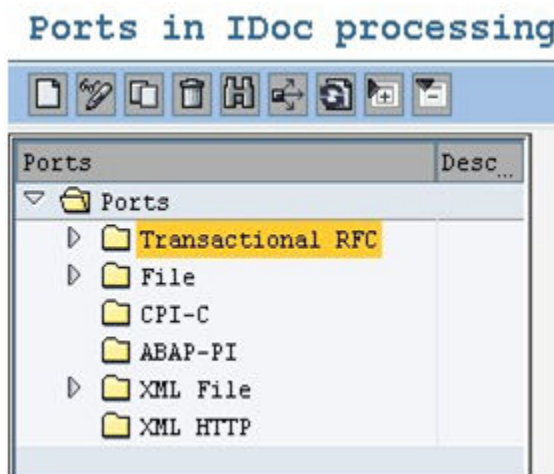 Ports in IDoc processing
Ports Desc...
Ports
Transactional RFC
File
CPI-C
ABAP-PI
XML File
XML HTTP